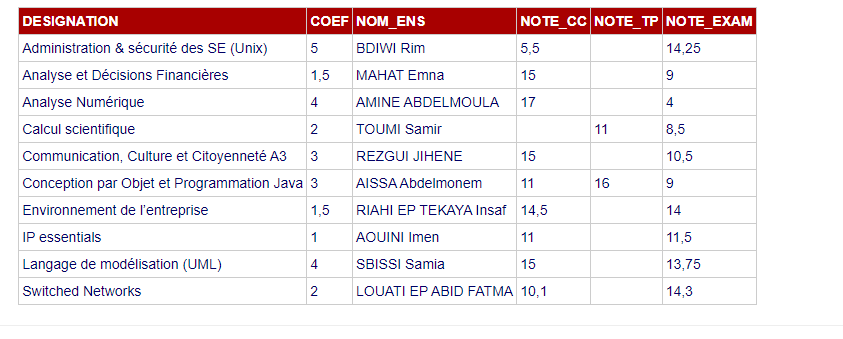 DESIGNATION COEF NOM_ENS NOTE_CC NOTE_TP NOTE_EXAM
Administration & sécurité des SE (Unix) 5 BDIWI Rim 5,5 14,25
Analyse et Décisions Financières 1,5 MAHAT Emna 15 9
Analyse Numérique 4 AMINE ABDELMOULA 17 4
Calcul scientifique 2 TOUMI Samir 11 8,5
Communication, Culture et Citoyenneté A3 3 REZGUI JIHENE 15 10,5
Conception par Objet et Programmation Java 3 AISSA Abdelmonem 11 16 9
Environnement de l'entreprise 1,5 RIAHI EP TEKAYA Insaf 14,5 14
IP essentials 1 AOUINI Imen 11 11,5
Langage de modélisation (UML) 4 SBISSI Samia 15 13,75
Switched Networks 2 LOUATI EP ABID FATMA 10,1 14,3